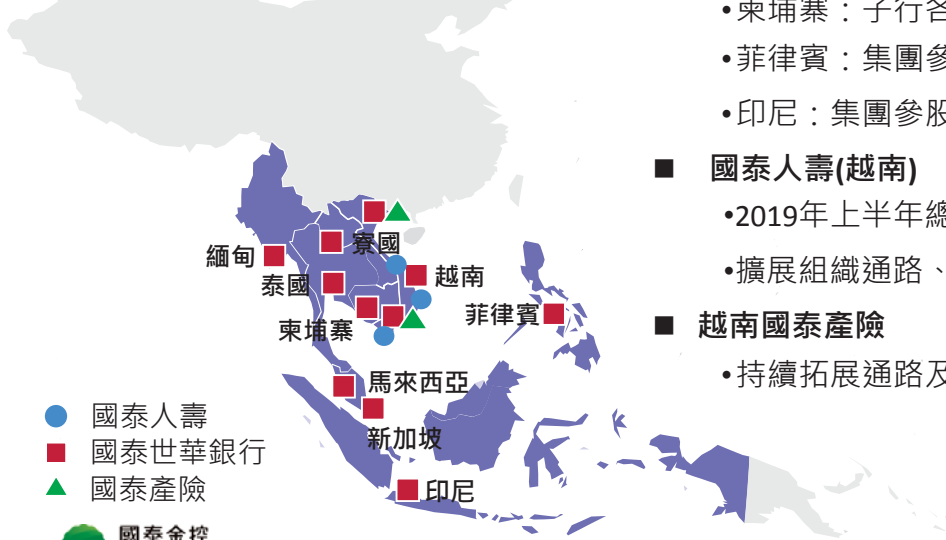 •柬埔寨：子行各
•菲律賓：集團參
•印尼：集團參股
■ 國泰人壽(越南)
•2019年上半年總
•擴展組織通路、
■ 越南國泰產險
•持續拓展通路及
寮國
緬甸
越南
泰國
菲律賓
柬埔寨
馬來西亞
新加坡
印尼
國泰人壽
國泰世華銀行
國泰產險
國泰金控